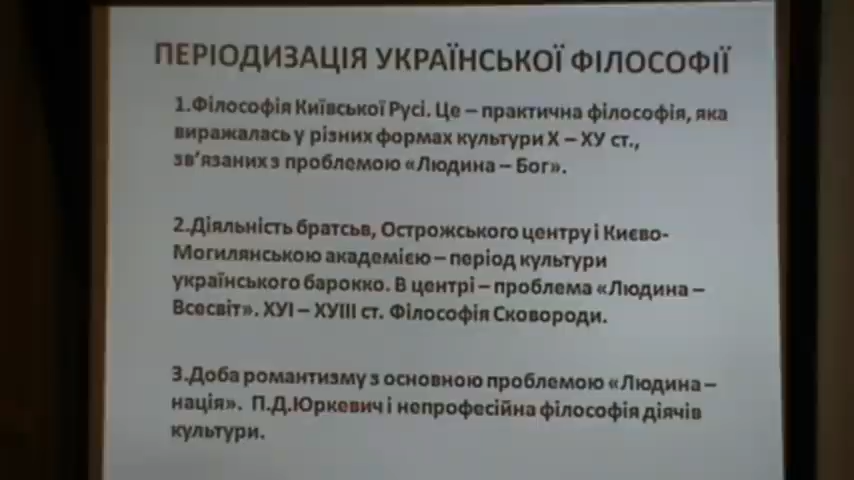 ПЕРІОДИЗАЦІЯ УКРАЇНСЬКОЇ ФІЛОСОФІЇ
1.Філософія Київської Русі. Це – практична філософія, яка
виражалась у різних формах культури Х – ХУ ст.,
зв'язаних з проблемою «Людина – Бог».
2.Діяльність братсьв, Острожського центру і Києво-
Могилянською академією – період культури
українського барокко. В центрі – проблема «Людина –
Всесвіт». ХУІ – ХУІІІ ст. Філософія Сковороди.
3.Доба романтизму з основною проблемою «Людина –
нація». П.Д.Юркевич і непрофесійна філософія діячів
культури.